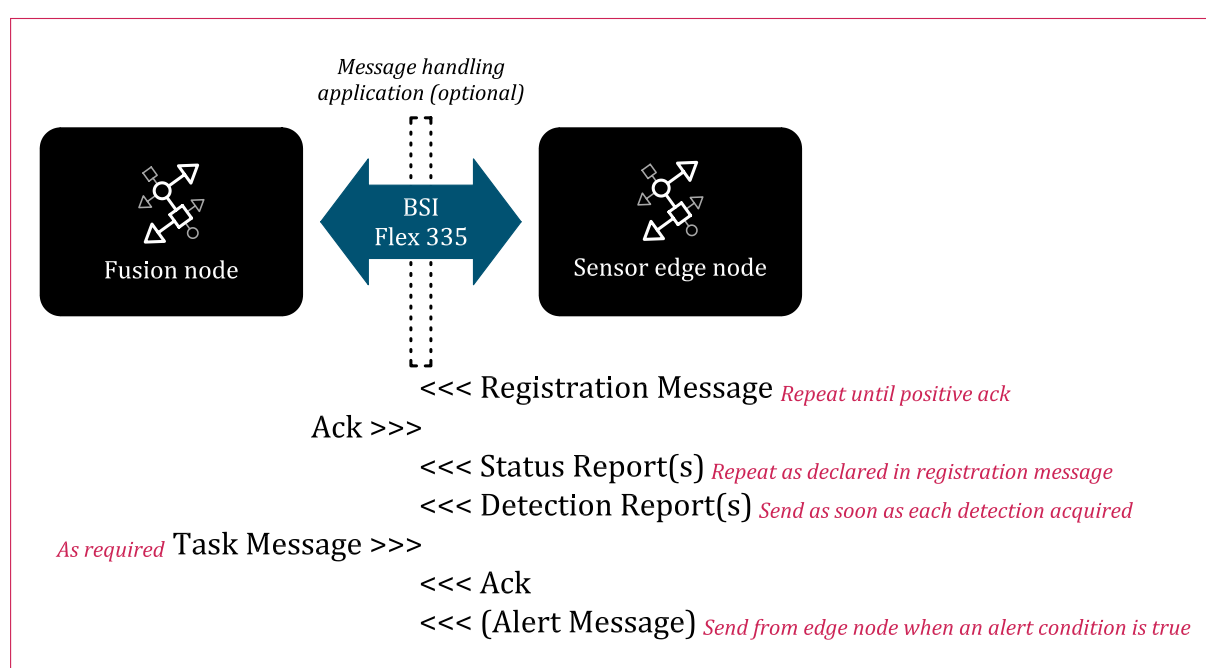 Message handling
application (optional)
BSI
Flex 335
Fusion node
Sensor edge node
<<< Registration Message Repeat until positive ack
Ack >>>
<<< Status Report(s) Repeat as declared in registration message
<<< Detection Report(s) Send as soon as each detection acquired
As required Task Message >>>
<<< Ack
<<< (Alert Message) Send from edge node when an alert condition is true